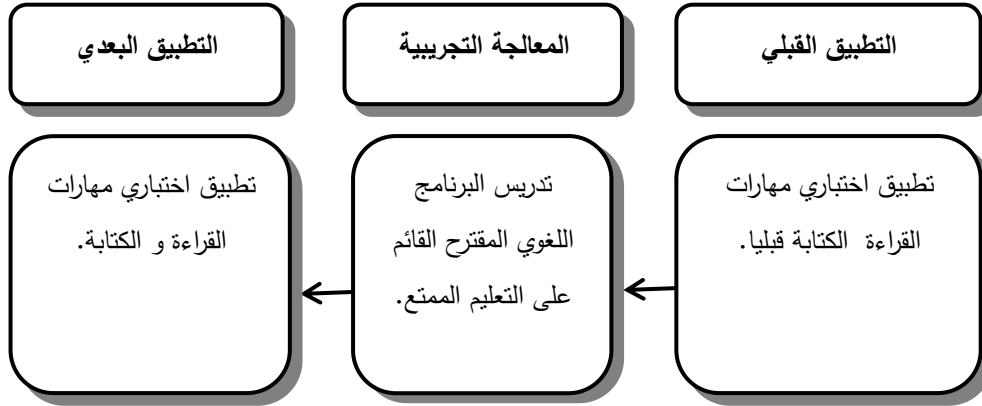 التطبيق القبلي
المعالجة التجريبية
التطبيق البعدي
تطبيق اختباري مهارات
القراءة الكتابة قبليا.
تدريس البرنامج
اللغوي المقترح القائم
على التعليم الممتع.
تطبيق اختباري مهارات
القراءة و الكتابة.